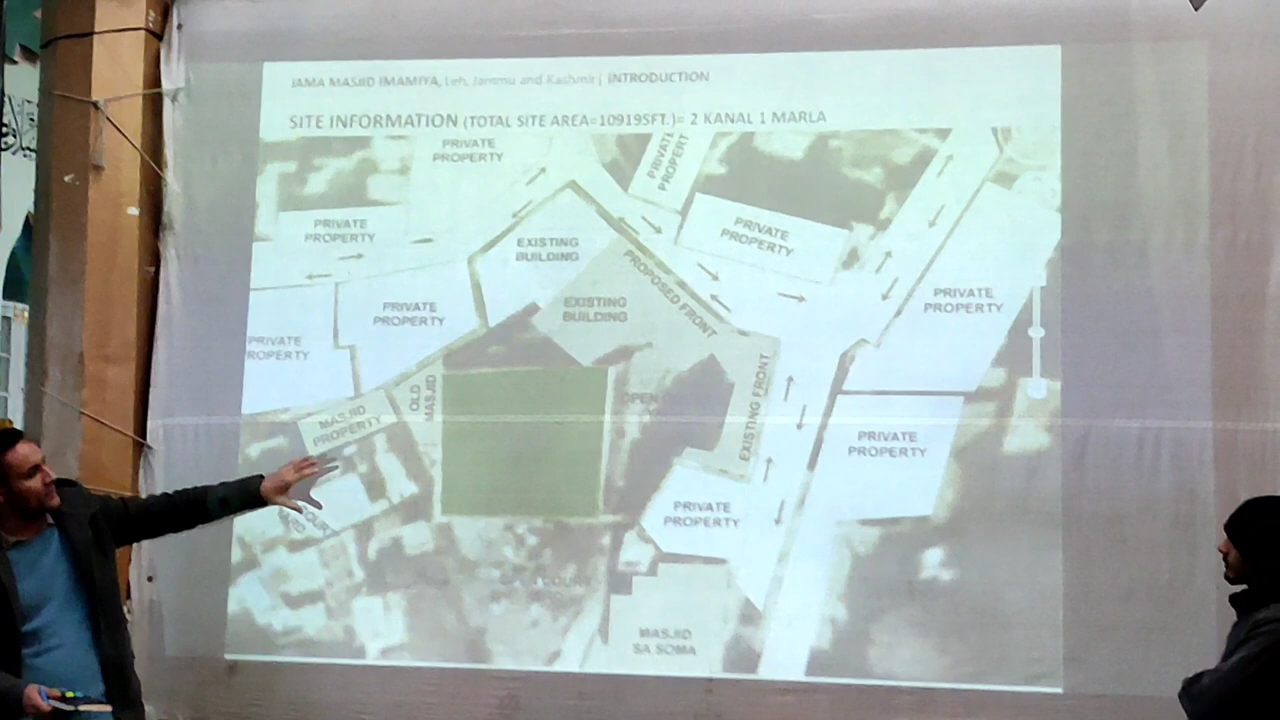 JAMA MASJID IMAMIYA, Leh, Jammu and Kashmir| INTRODUCTION
SITE INFORMATION (TOTAL SITE AREA=10919SFT.)= 2 KANAL 1 MARLA
PRIVATE
PROPERTY
PRIVATE
PROPERTY
PRIVATE
PROPERTY
EXISTING
BUILDING
PRIVATE
PROPERTY
PROPOSED FRONT
EXISTING
BUILDING
PRIVATE
PROPERTY
PRIVATE
PROPERTY
PRIVATE
ROPERTY
OLD
MASJID
OPEN
EXISTING FRONT
MASJID
PROPERTY
PRIVATE
PROPERTY
PRIVATE
PROPERTY
MASJID
SA SOMA